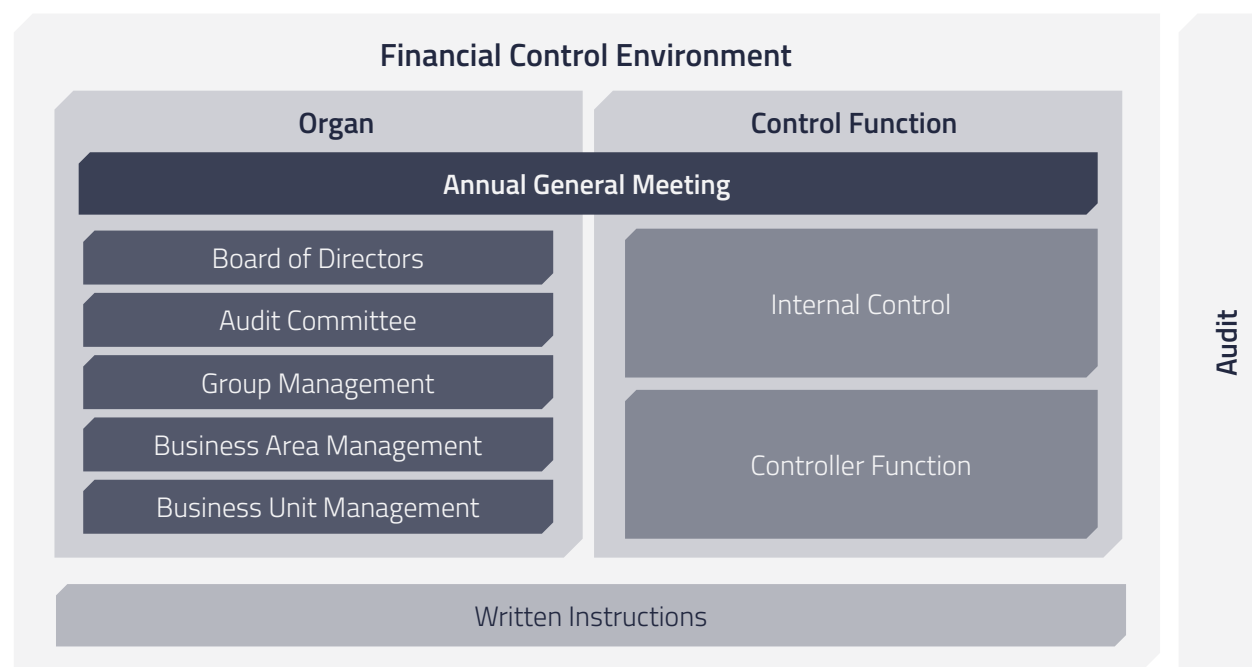 Financial Control Environment
Organ
Control Function
Annual General Meeting
Board of Directors
Audit Committee
Group Management
Business Area Management
Business Unit Management
Internal Control
Controller Function
Written Instructions
Audit